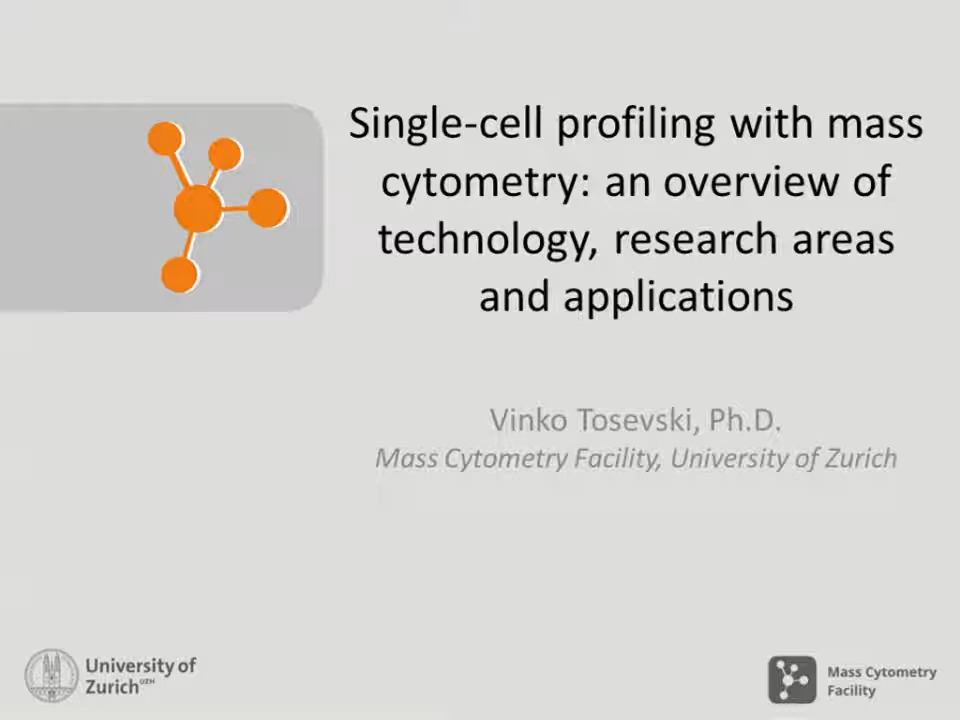 Single-cell profiling with mass
cytometry: an overview of
technology, research areas
and applications
Vinko Tosevski, Ph.D.
Mass Cytometry Facility, University of Zurich
University of
Zurich UZH
Mass Cytometry
Facility